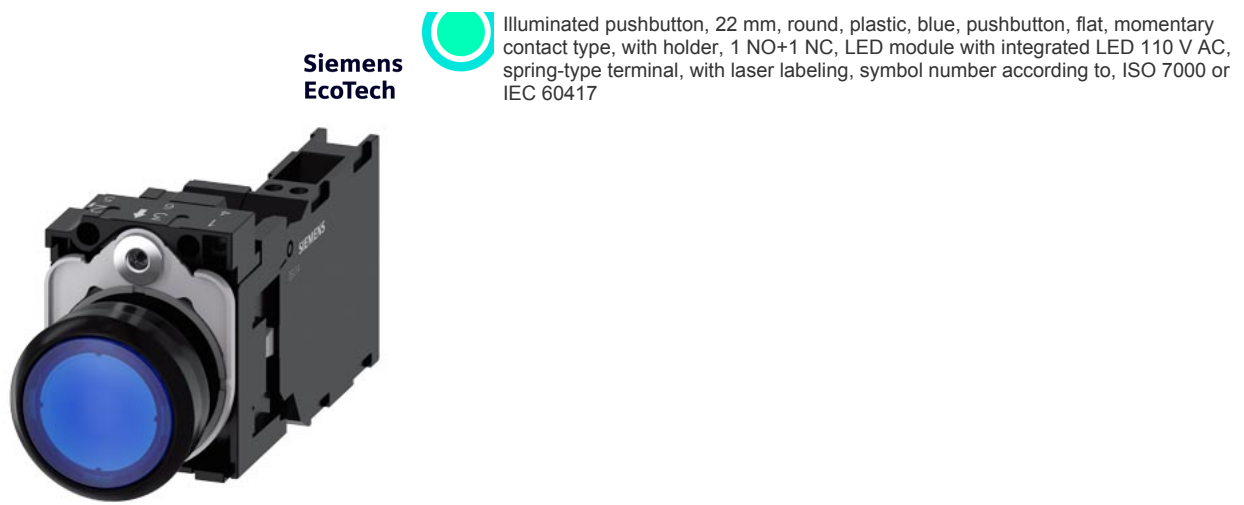 Siemens
EcoTech
Illuminated pushbutton, 22 mm, round, plastic, blue, pushbutton, flat, momentary
contact type, with holder, 1 NO+1 NC, LED module with integrated LED 110 V AC,
spring-type terminal, with laser labeling, symbol number according to, ISO 7000 or
IEC 60417
SIEMENS